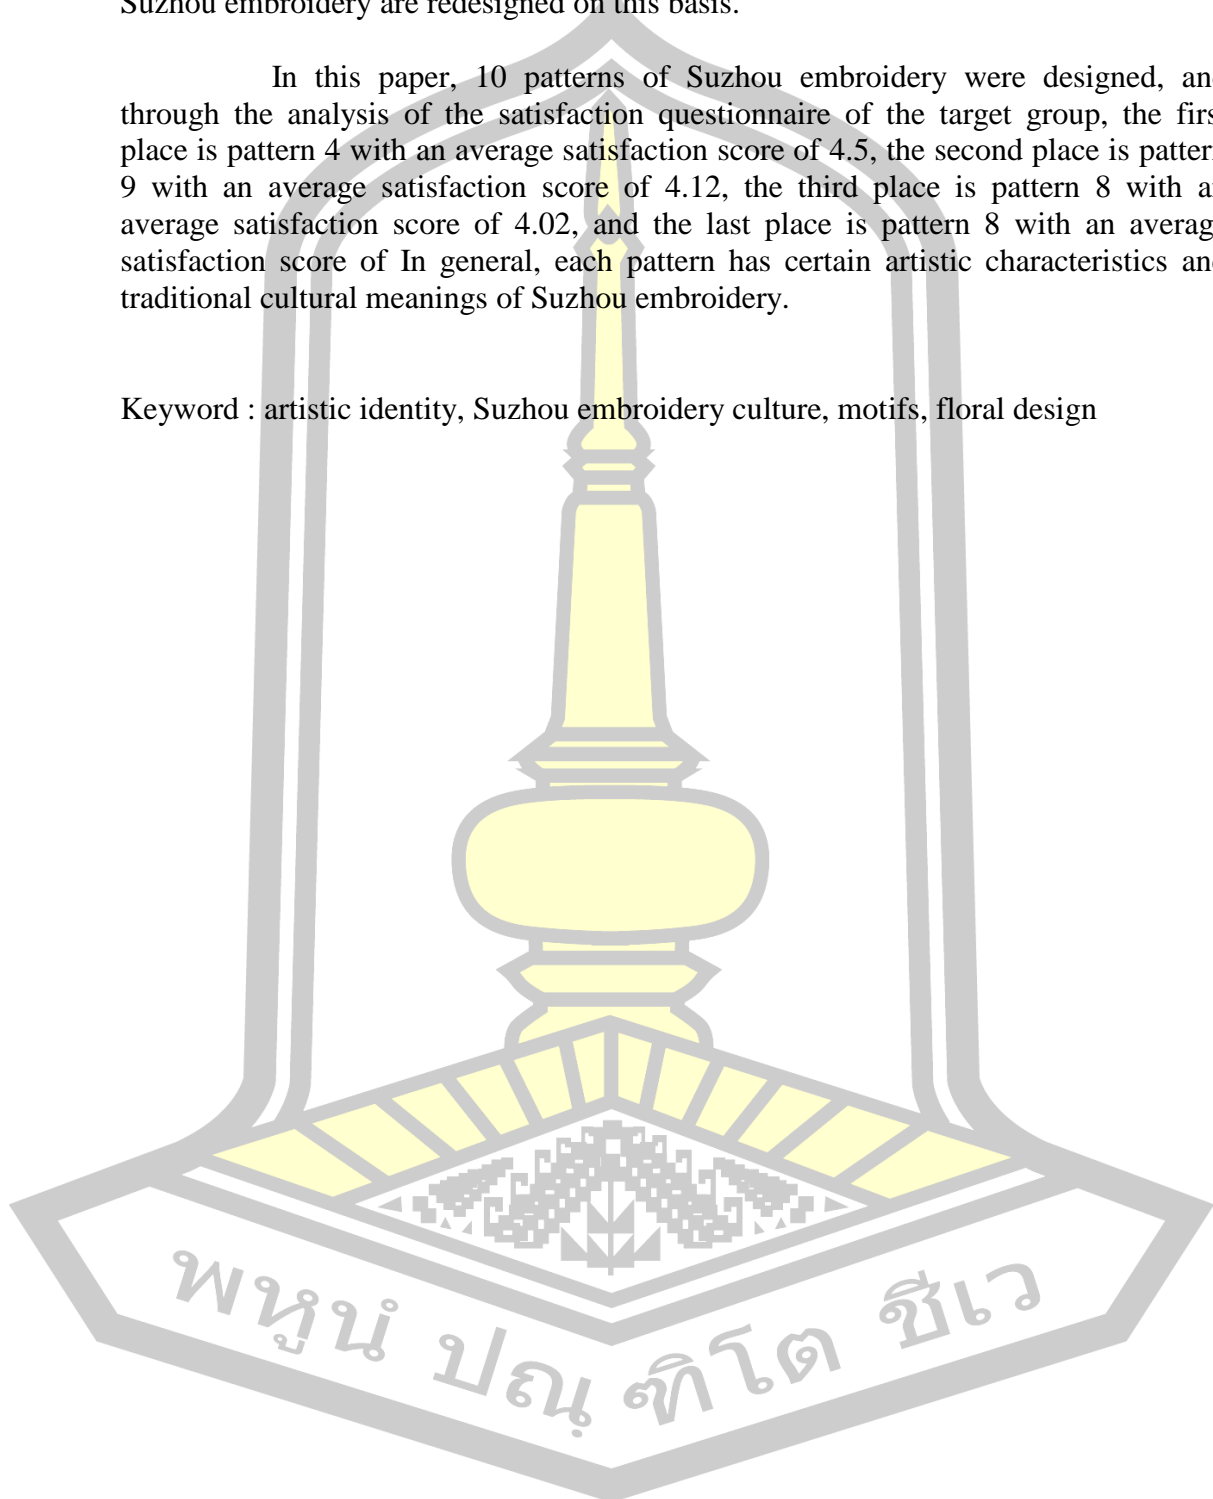 Suzhou embroidery are redesigned on this basis.
In this paper, 10 patterns of Suzhou embroidery were designed, an
through the analysis of the satisfaction questionnaire of the target group, the firs
place is pattern 4 with an average satisfaction score of 4.5, the second place is patter
9 with an average satisfaction score of 4.12, the third place is pattern 8 with a
average satisfaction score of 4.02, and the last place is pattern 8 with an averag
satisfaction score of In general, each pattern has certain artistic characteristics an
traditional cultural meanings of Suzhou embroidery.
Keyword : artistic identity, Suzhou embroidery culture, motifs, floral design
พหูนํ ปณฺฑิโต ชีเว